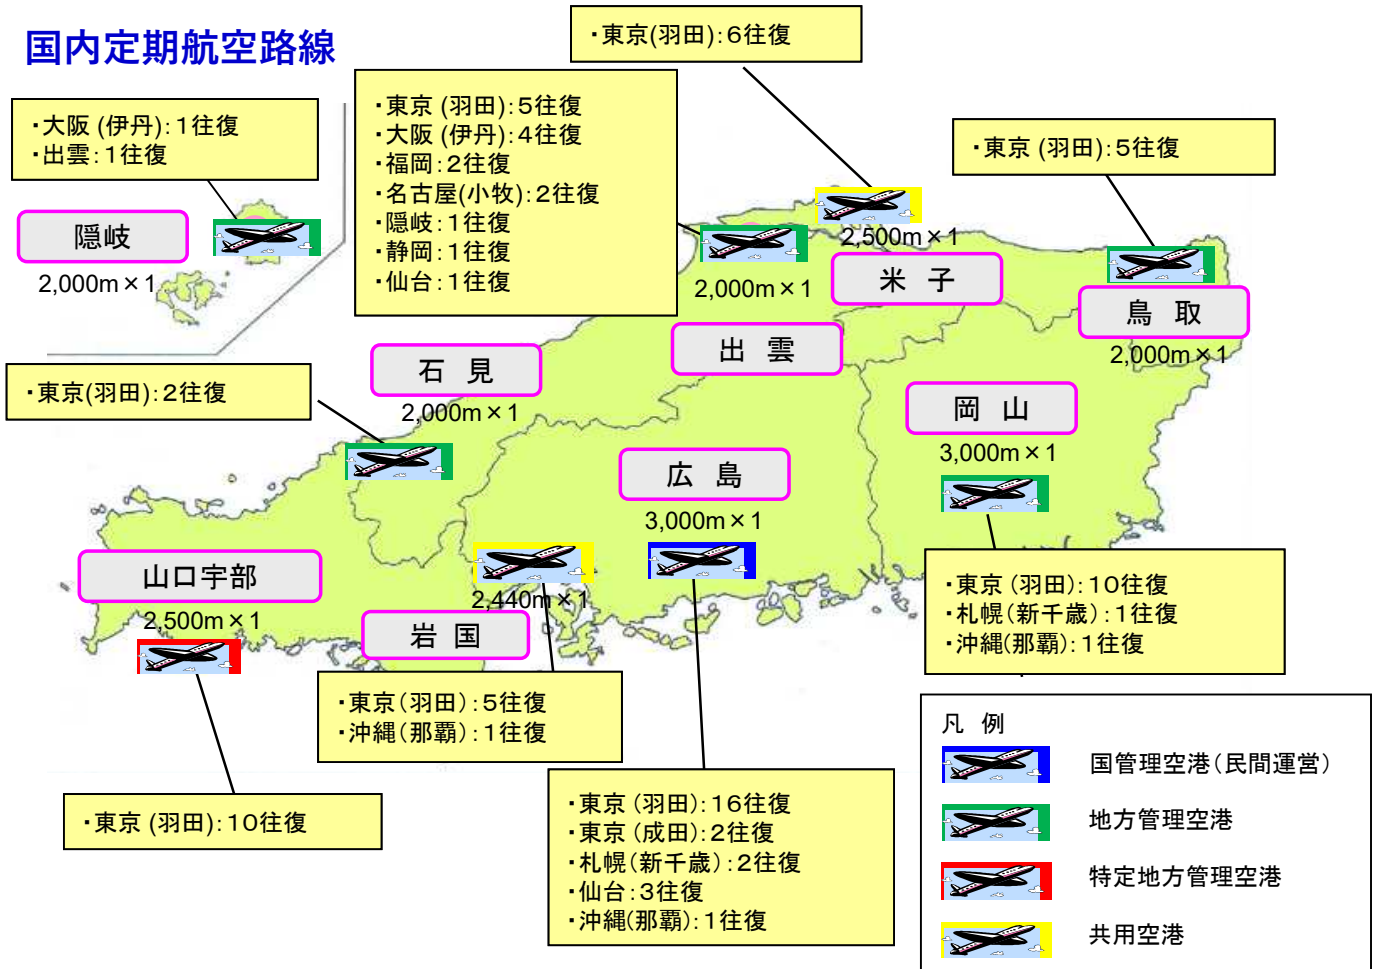 国内定期航空路線
・東京(羽田):6往復
・大阪 (伊丹):1往復
・出雲:1往復
・東京 (羽田):5往復
・大阪 (伊丹):4往復
・福岡:2往復
・名古屋(小牧):2往復
・隠岐:1往復
・静岡:1往復
・仙台:1往復
・東京 (羽田):5往復
隠岐
2,000m×1
2,500m×1
米 子
2,000m×1
出 雲
鳥 取
2,000m×1
石 見
2,000m×1
・東京(羽田):2往復
岡 山
3,000m×1
広 島
3,000m×1
山口宇部
2,500m×1
2,440m×1
岩 国
・東京 (羽田):10往復
・札幌(新千歳):1往復
・沖縄(那覇):1往復
・東京(羽田):5往復
・沖縄(那覇):1往復
・東京 (羽田):10往復
・東京 (羽田):16往復
・東京 (成田):2往復
・札幌(新千歳):2往復
・仙台:3往復
・沖縄(那覇):1往復
凡 例
国管理空港(民間運営)
地方管理空港
特定地方管理空港
共用空港